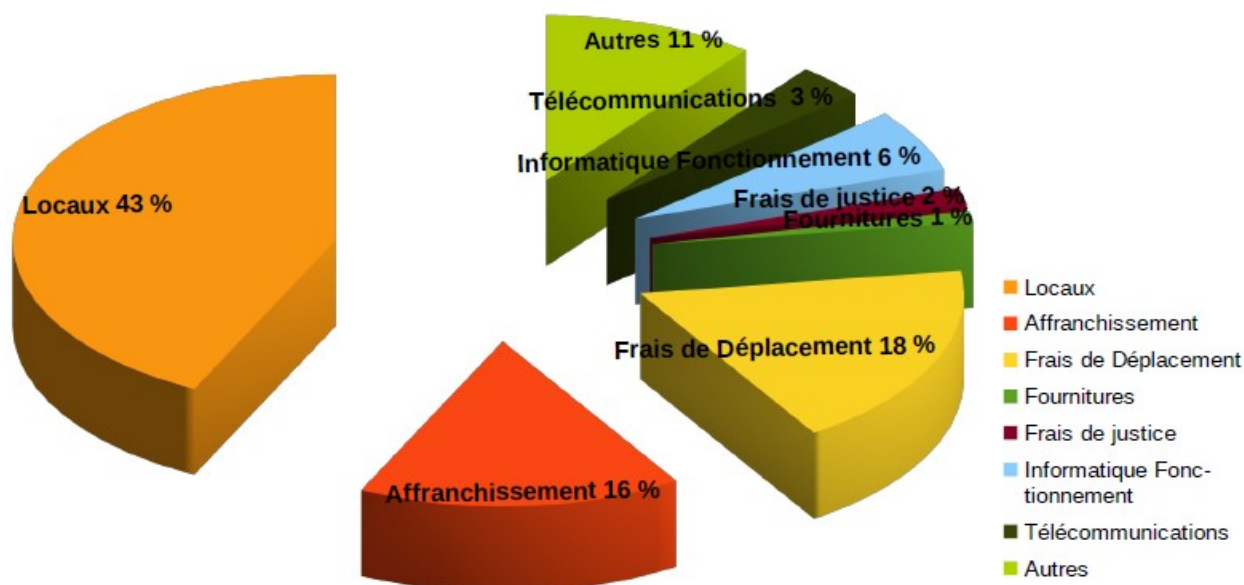 Autres 11 %
Télécommunications 3 %
Informatique Fonctionnement 6 %
Frais de justice 2 %
Fournitures 1 %
Locaux 43 %
Frais de Déplacement 18 %
Affranchissement 16 %
Locaux
Affranchissement
Frais de Déplacement
Fournitures
Frais de justice
Informatique Fonc-
tionnement
Télécommunications
Autres